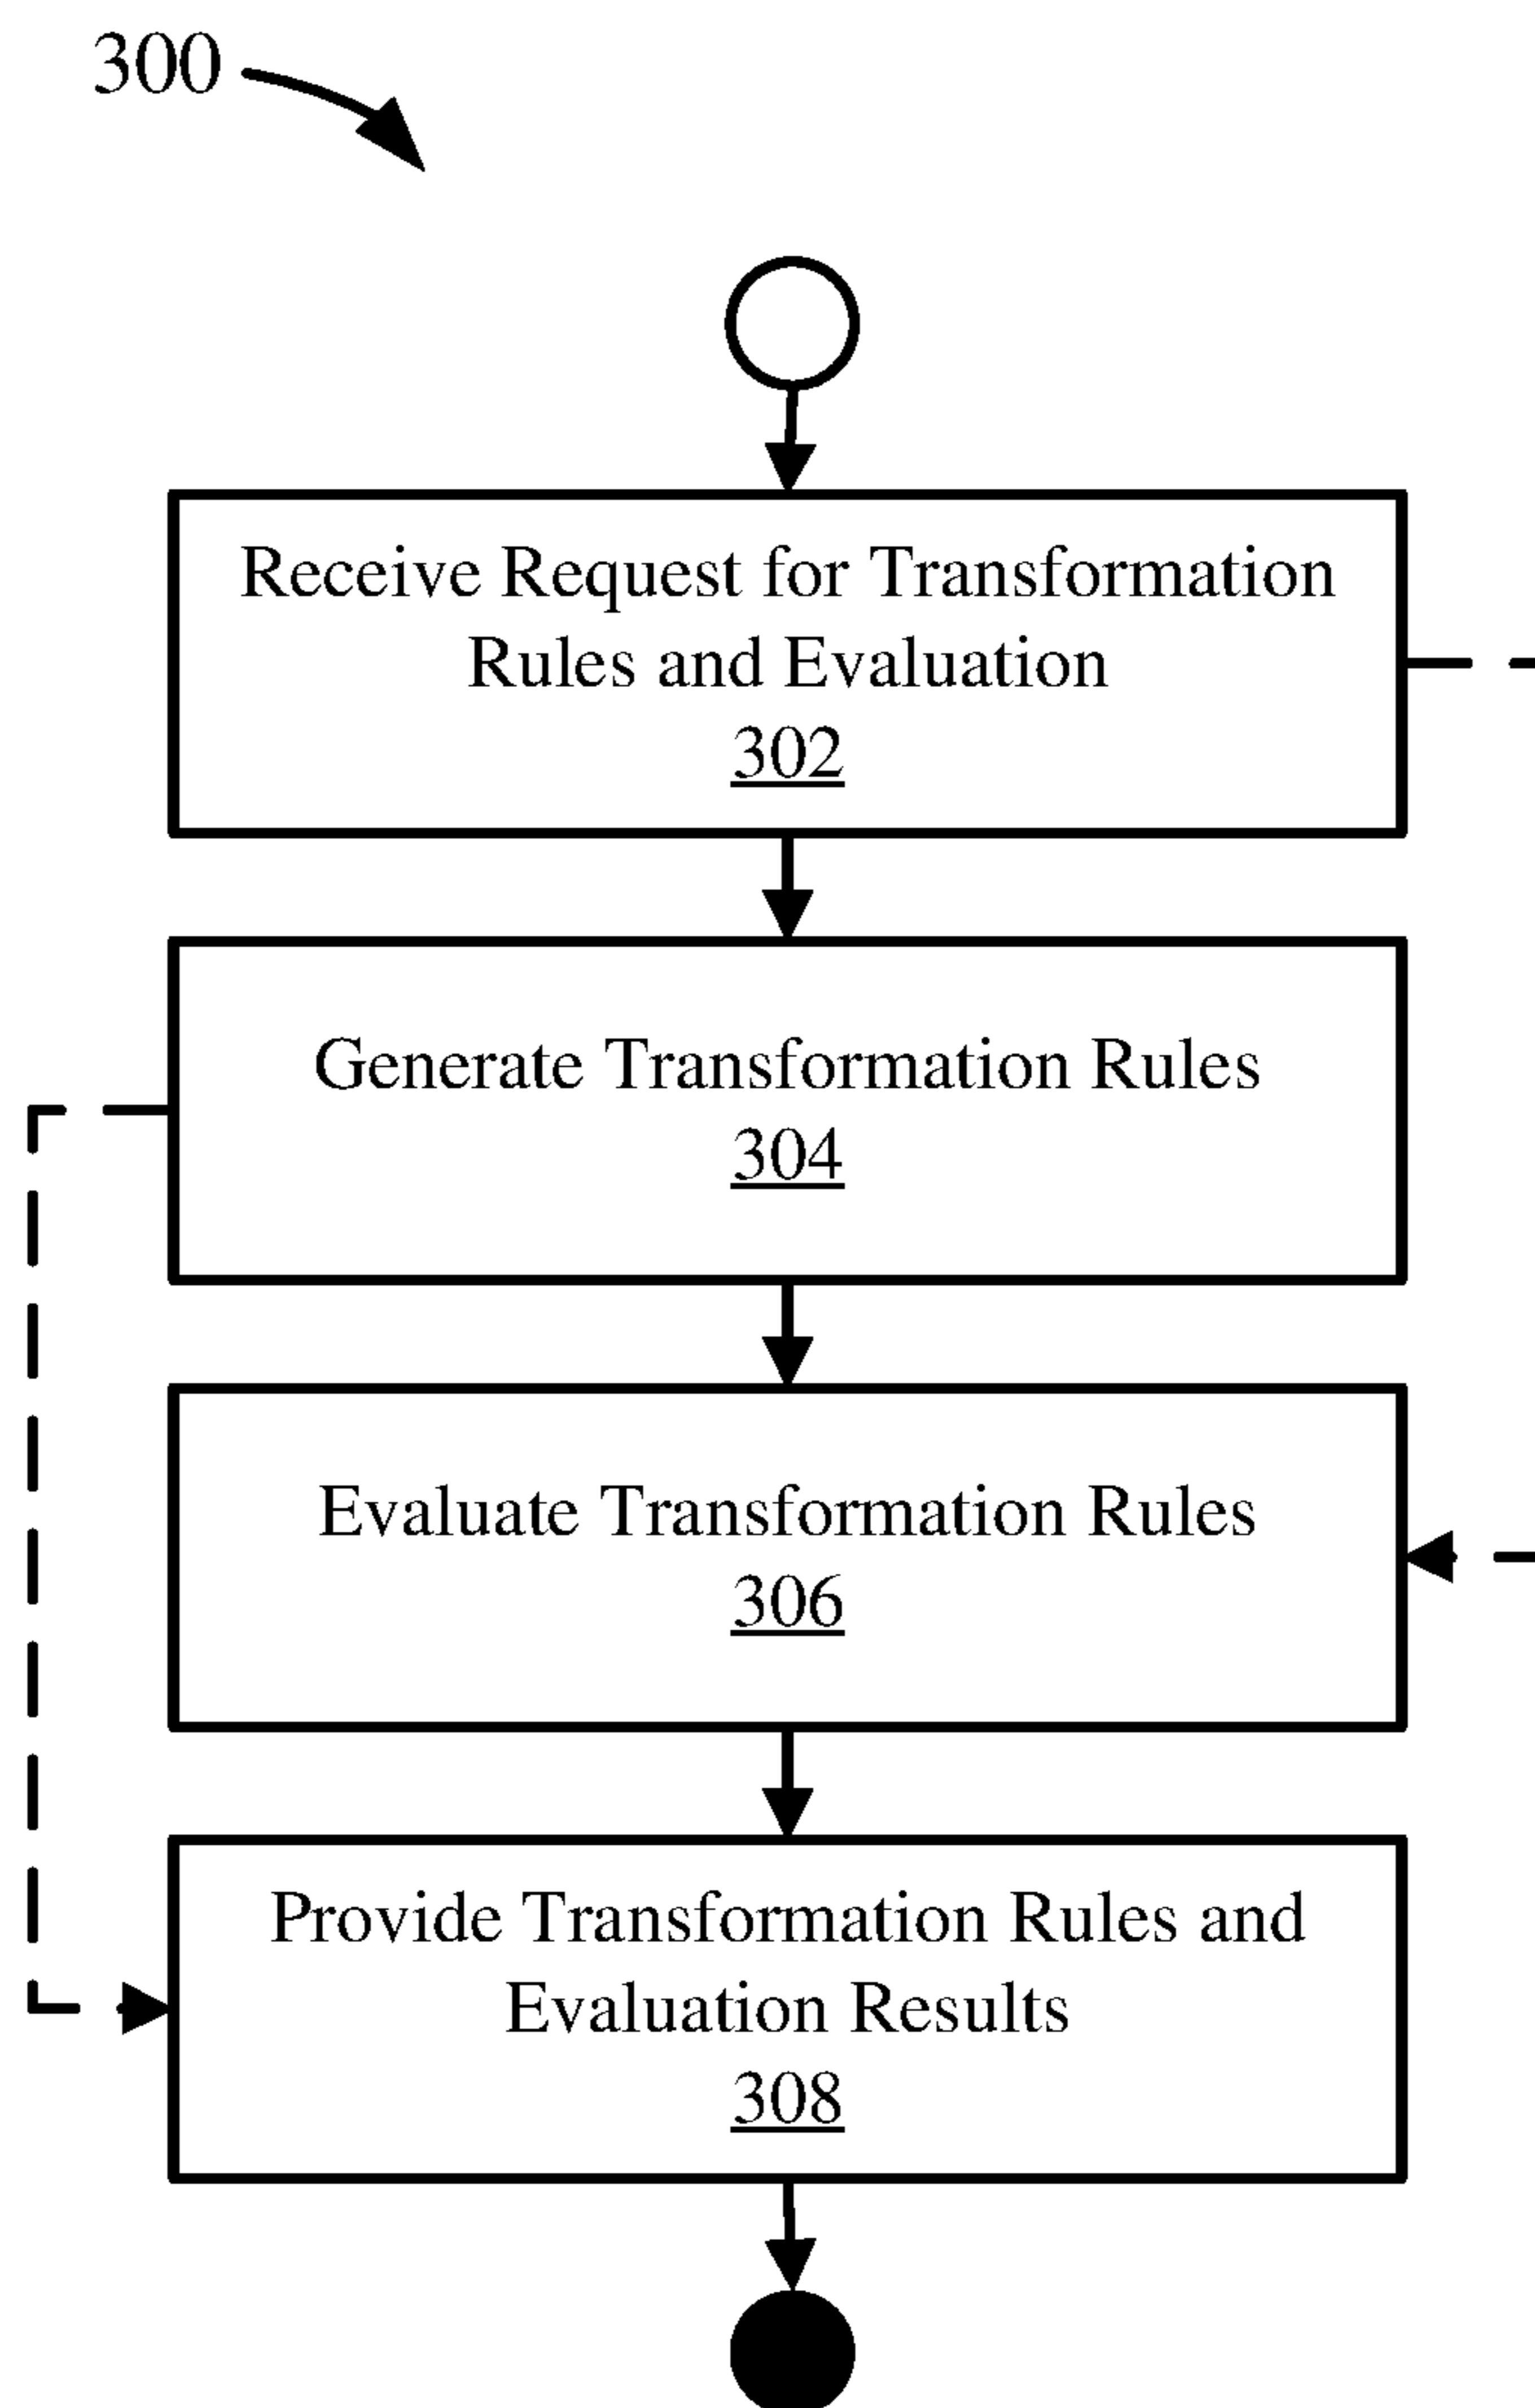 300
Receive Request for Transformation
Rules and Evaluation
302
Generate Transformation Rules
304
Evaluate Transformation Rules
306
Provide Transformation Rules and
Evaluation Results
308